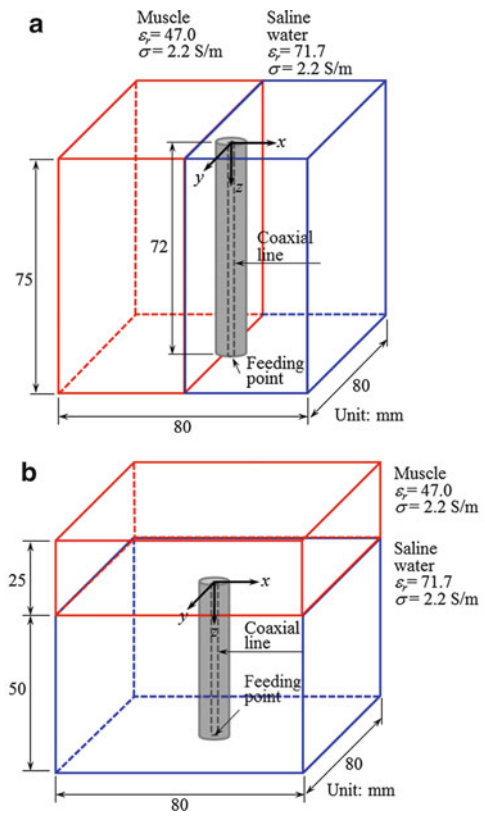 a
Muscle
εr= 47.0
σ= 2.2 S/m
Saline
water
εr= 71.7
σ= 2.2 S/m
x
y
z
75
72
Coaxial
line
Feeding
point
80
80
Unit: mm
b
Muscle
εr= 47.0
σ= 2.2 S/m
Saline
water
εr= 71.7
σ= 2.2 S/m
25
x
y
z
Coaxial
line
50
Feeding
point
80
80
Unit: mm